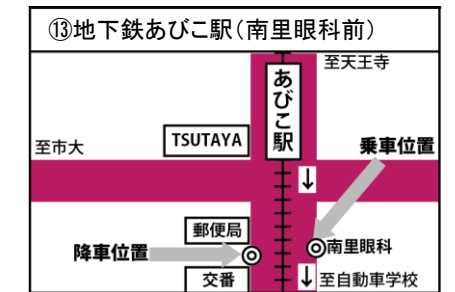 ⑬地下鉄あびこ駅(南里眼科前)
至天王寺
あびこ駅
TSUTAYA
至市大
乗車位置
↓
郵便局
降車位置
◎
◎南里眼科
交番
↓
至自動車学校